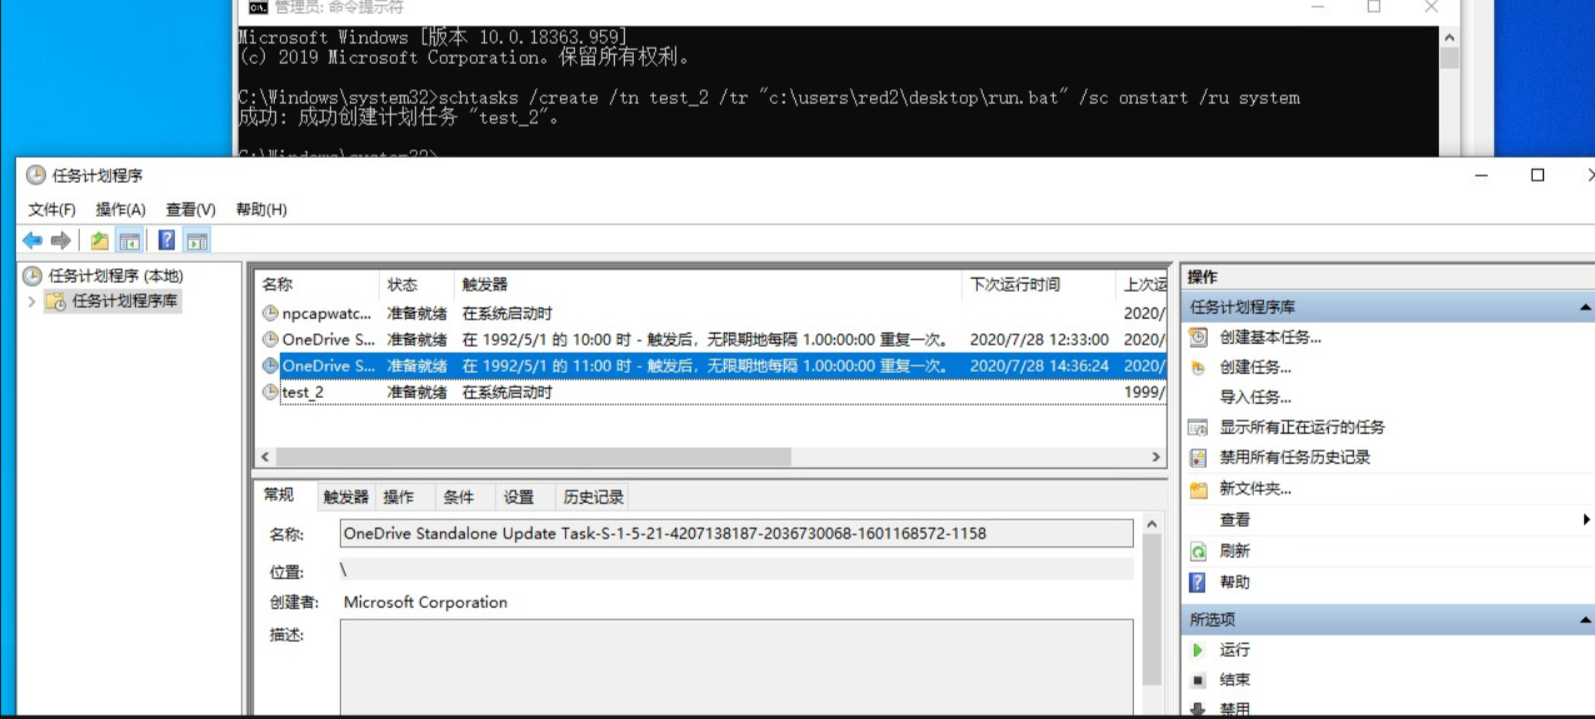 管理员: 命令提示符
Microsoft Windows [版本 10.0.18363.959]
(c) 2019 Microsoft Corporation。保留所有权利。
C:\Windows\system32>schtasks /create /tn test_2 /tr "c:\users\red2\desktop\run.bat" /sc onstart /ru system
成功: 成功创建计划任务 "test_2"。
C:\Windows\system32>
任务计划程序
文件(F) 操作(A) 查看(V) 帮助(H)
任务计划程序 (本地)
任务计划程序库
名称 状态 触发器 下次运行时间 上次运
npcapwatc... 准备就绪 在系统启动时 2020/
OneDrive S... 准备就绪 在 1992/5/1 的 10:00 时 - 触发后，无限期地每隔 1.00:00:00 重复一次。 2020/7/28 12:33:00 2020/
OneDrive S... 准备就绪 在 1992/5/1 的 11:00 时 - 触发后，无限期地每隔 1.00:00:00 重复一次。 2020/7/28 14:36:24 2020/
test_2 准备就绪 在系统启动时 1999/
常规 触发器 操作 条件 设置 历史记录
名称: OneDrive Standalone Update Task-S-1-5-21-4207138187-2036730068-1601168572-1158
位置: \
创建者: Microsoft Corporation
描述:
操作
任务计划程序库
创建基本任务...
创建任务...
导入任务...
显示所有正在运行的任务
禁用所有任务历史记录
新文件夹...
查看
刷新
帮助
所选项
运行
结束
禁用